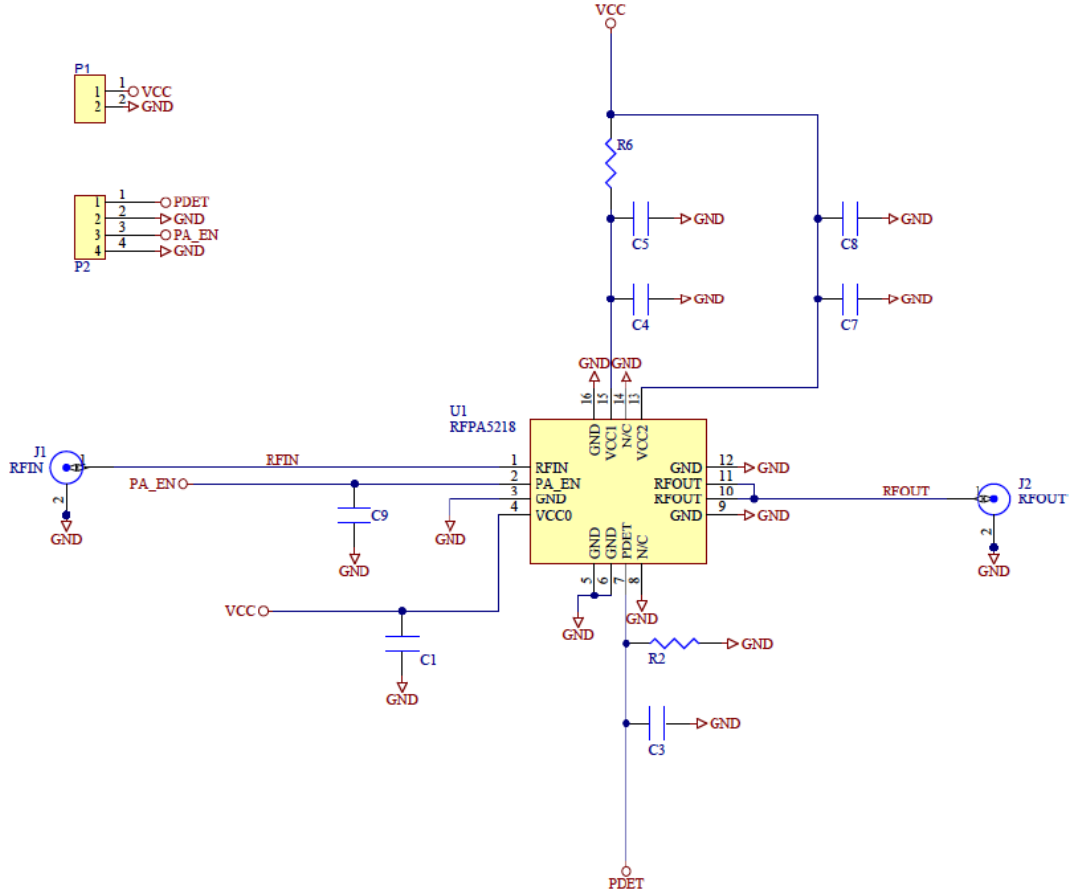 VCC
P1
1 1 VCC
2 2 GND
R6
P2
1 1 PDET
2 2 GND
3 3 PA_EN
4 4 GND
C5 GND
C8 GND
C4 GND
C7 GND
GND GND
16 15 14 13
GND VCC1 N/C VCC2
U1
RFPA5218
J1
RFIN
1
2
GND
RFIN
PA_EN
C9
GND
GND
1 RFIN
2 PA_EN
3 GND
4 VCC0
GND 12 GND
RFOUT 11
RFOUT 10
GND 9 GND
RFOUT
J2
RFOUT
1
2
GND
GND GND PDET N/C
5 6 7 8
GND
GND
VCC
C1
GND
R2 GND
C3 GND
PDET